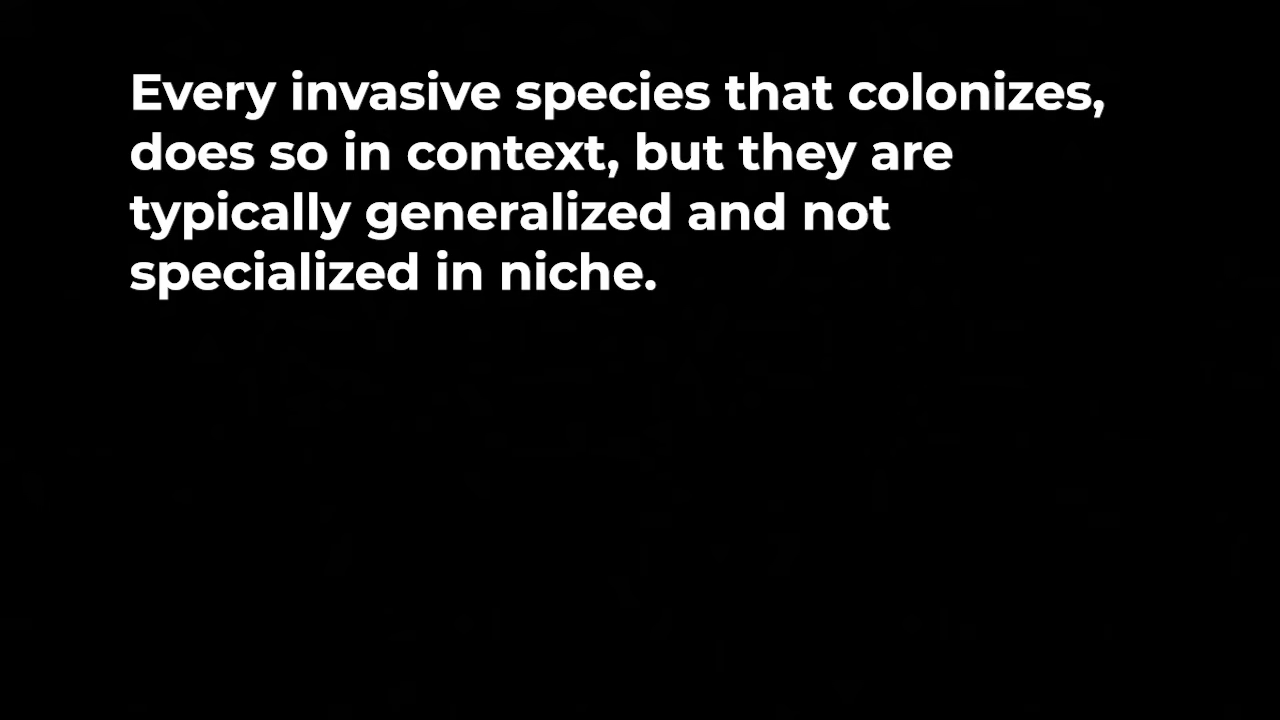 Every invasive species that colonizes,
does so in context, but they are
typically generalized and not
specialized in niche.